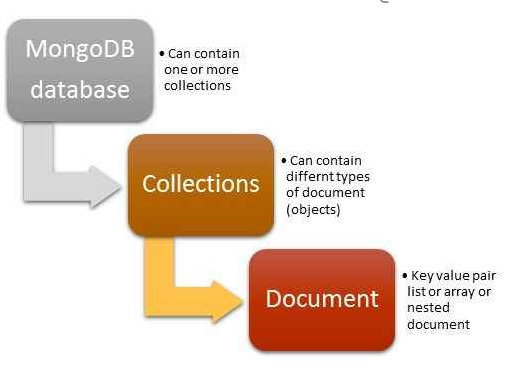 MongoDB
database
• Can contain
one or more
collections
Collections
• Can contain
differnt types
of document
(objects)
Document
• Key value pair
list or array or
nested
document